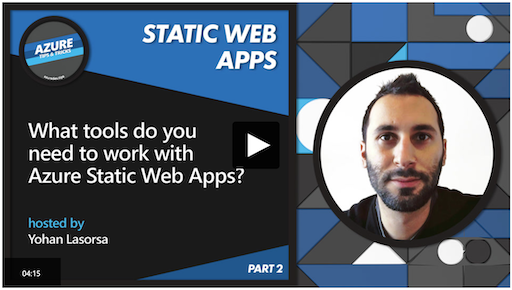 AZURE
TIPS & TRICKS
STATIC WEB
APPS
What tools do you
need to work with
Azure Static Web Apps?
hosted by
Yohan Lasorsa
04:15
PART 2